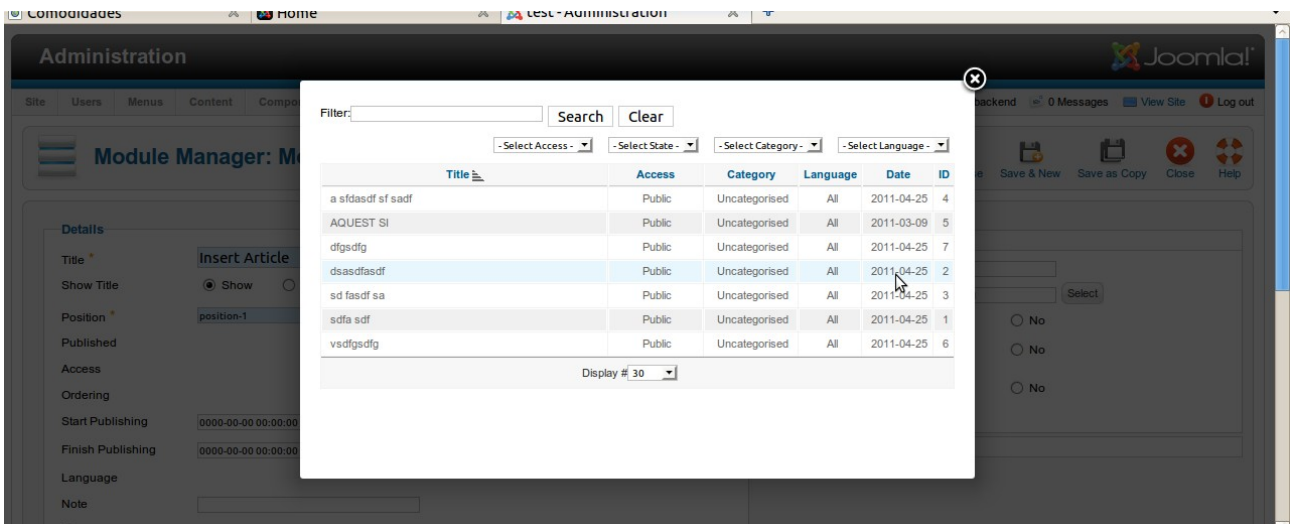 Comodidades Home test - Administration
Administration Joomla!
Site Users Menus Content backend 0 Messages View Site Log out
Filter: Search Clear
- Select Access - - Select State - - Select Category - - Select Language -
Module Manager: Save & New Save as Copy Close Help
Title Access Category Language Date ID
a sfdasdf sf sadf Public Uncategorised All 2011-04-25 4
AQUEST SI Public Uncategorised All 2011-03-09 5
Details
dfgsdfg Public Uncategorised All 2011-04-25 7
Title * Insert Article
dsasdfasdf Public Uncategorised All 2011-04-25 2
Show Title Show
sd fasdf sa Public Uncategorised All 2011-04-25 3
Select
Position * position-1
sdfa sdf Public Uncategorised All 2011-04-25 1
No
Published
vsdfgsdfg Public Uncategorised All 2011-04-25 6
No
Access
Display # 30
Ordering
No
Start Publishing 0000-00-00 00:00:00
Finish Publishing 0000-00-00 00:00:00
Language
Note